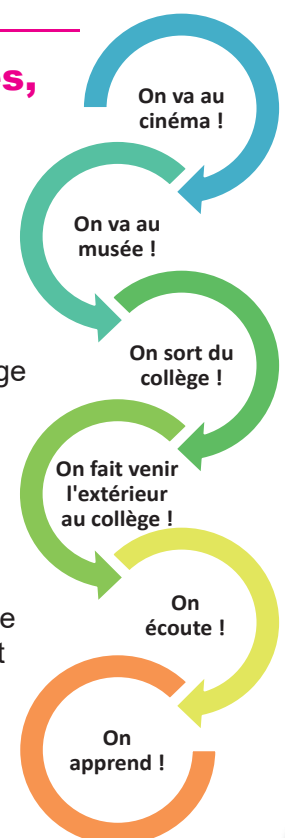 s,
On va au
cinéma !
On va au
musée !
On sort du
collège !
ge
On fait venir
l'extérieur
au collège !
On
écoute !
e
t
On
apprend !